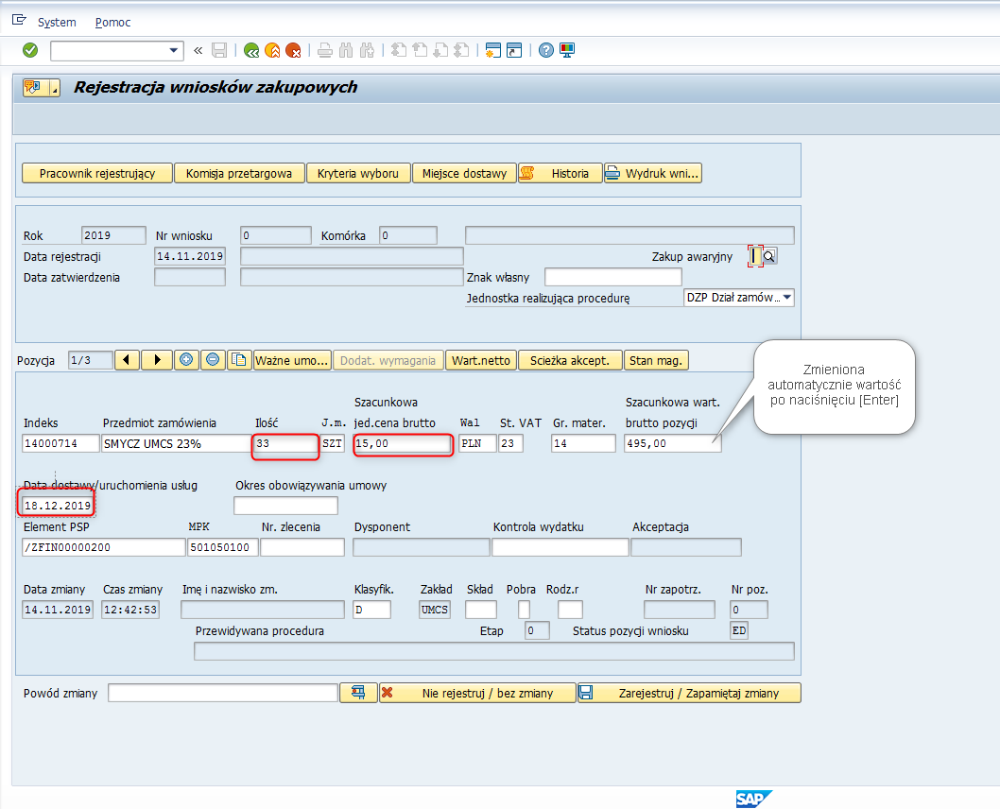 System Pomoc
Rejestracja wniosków zakupowych
Pracownik rejestrujący Komisja przetargowa Kryteria wyboru Miejsce dostawy Historia Wydruk wni...
Rok 2019 Nr wniosku 0 Komórka 0
Data rejestracji 14.11.2019 Zakup awaryjny
Data zatwierdzenia Znak własny
Jednostka realizująca procedurę DZP Dział zamów...
Pozycja 1/3 Ważne umo... Dodat. wymagania Wart.netto Scieżka akcept. Stan mag.
Zmieniona
automatycznie wartość
po naciśnięciu [Enter]
Szacunkowa Szacunkowa wart.
Indeks Przedmiot zamówienia Ilość J.m. jed.cena brutto Wal St. VAT Gr. mater. brutto pozycji
14000714 SMYCZ UMCS 23% 33 SZT 15,00 PLN 23 14 495,00
Data dostawy/uruchomienia usług Okres obowiązywania umowy
18.12.2019
Element PSP MPK Nr. zlecenia Dysponent Kontrola wydatku Akceptacja
/ZFIN00000200 501050100
Data zmiany Czas zmiany Imę i nazwisko zm. Klasyfik. Zakład Skład Pobra Rodz.r Nr zapotrz. Nr poz.
14.11.2019 12:42:53 D UMCS 0
Przewidywana procedura Etap 0 Status pozycji wniosku ED
Powód zmiany Nie rejestruj / bez zmiany Zarejestruj / Zapamiętaj zmiany
SAP